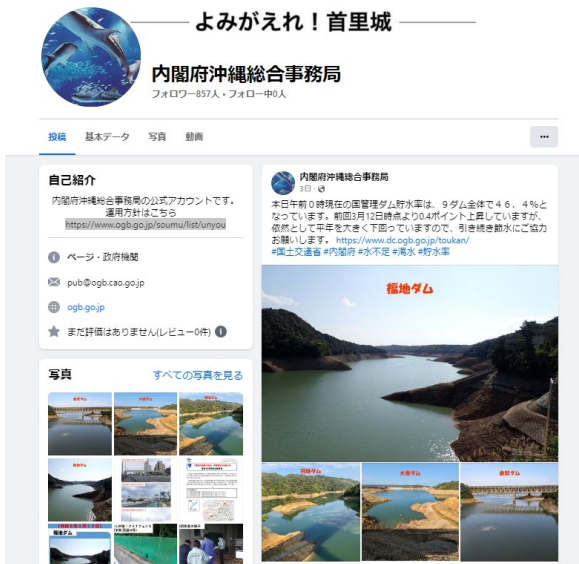 よみがえれ！首里城
内閣府沖縄総合事務局
フォロワー857人・フォロー中0人
投稿
基本データ
写真
動画
自己紹介
内閣府沖縄総合事務局の公式アカウントです。
運用方針はこちら
https://www.ogb.go.jp/soumu/list/unyou
ページ・政府機関
pub@ogb.cao.go.jp
ogb.go.jp
まだ評価はありません(レビュー0件)
写真
すべての写真を見る
内閣府沖縄総合事務局
3日
本日午前０時現在の国管理ダム貯水率は、９ダム全体で４６．４％と
なっています。前回3月12日時点より0.4ポイント上昇していますが、
依然として平年を大きく下回っていますので、引き続き節水にご協力
お願いします。 https://www.dc.ogb.go.jp/toukan/
#国土交通省 #内閣府 #水不足 #渇水 #貯水率
福地ダム
羽地ダム
大保ダム
倉敷ダム